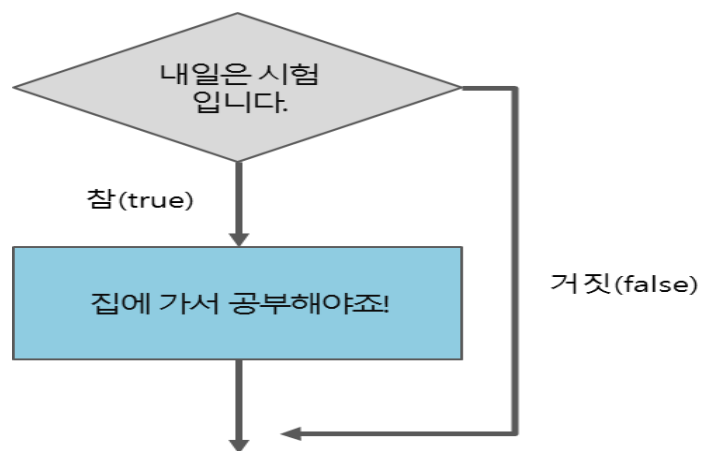 내일은 시험
입니다.
참(true)
집에 가서 공부해야죠!
거짓(false)